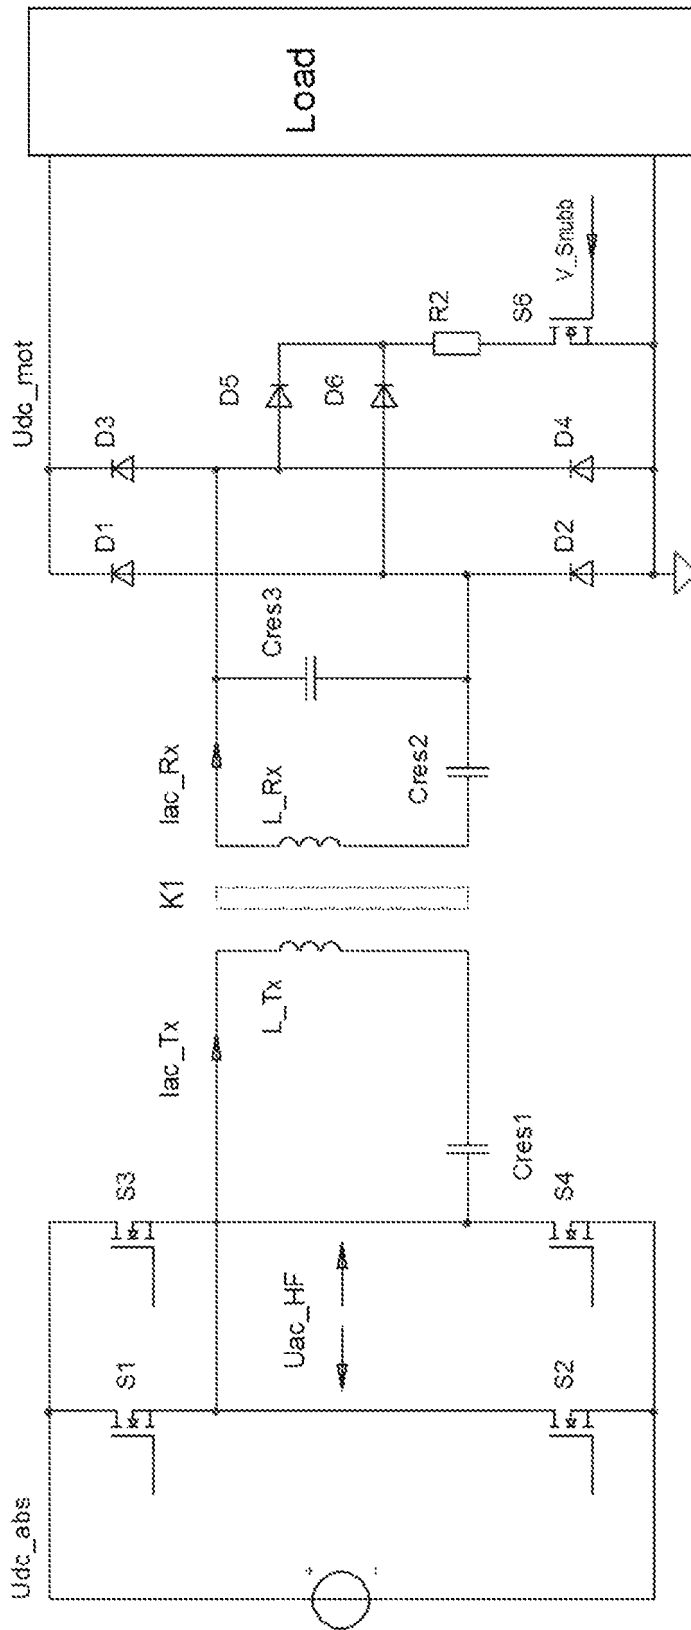 Udc_abs
S1
S3
S2
S4
Uac_HF
Iac_Tx
L_Tx
Cres1
K1
Iac_Rx
L_Rx
Cres2
Cres3
Udc_mot
D1
D3
D2
D4
D5
D6
R2
S6
V_Snubb
Load
+
-